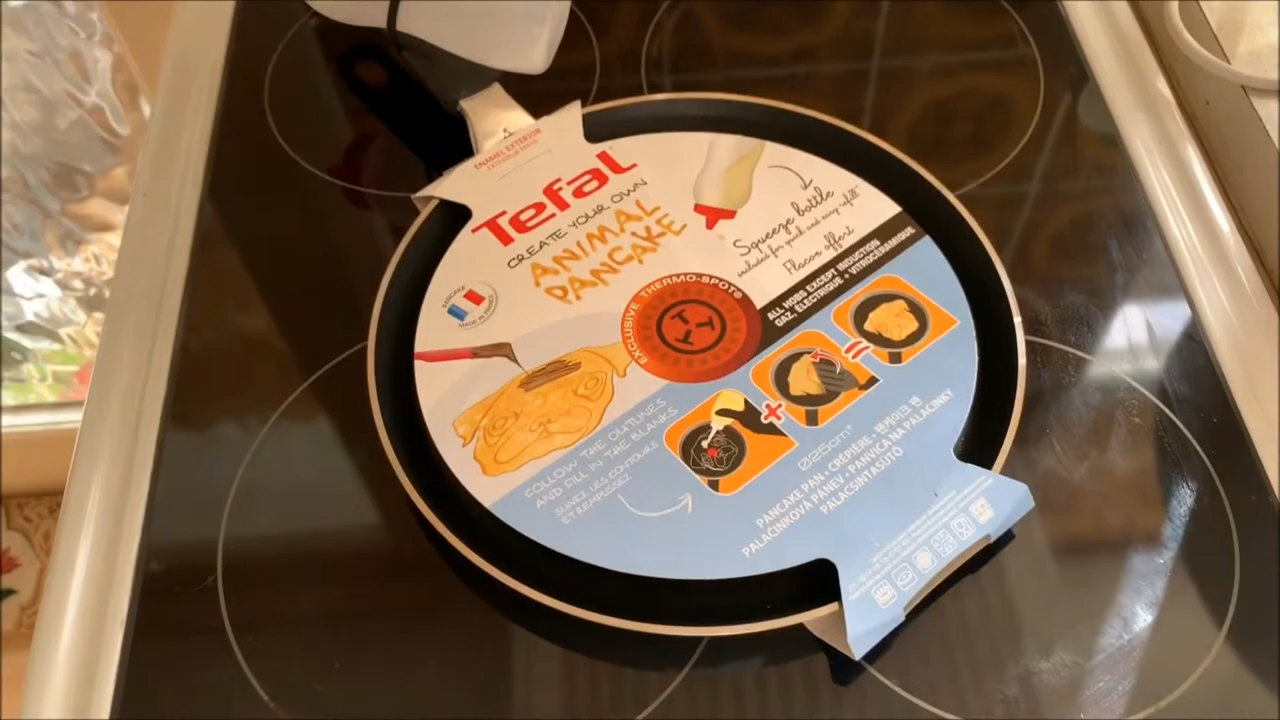 ENAMEL EXTERIOR
Tefal
CREATE YOUR OWN
ANIMAL
PANCAKE
Squeeze bottle
included for quick and easy "refill"
Flacon offert
ALL HOBS EXCEPT INDUCTION
GAZ, ÉLECTRIQUE + VITROCÉRAMIQUE
EXCLUSIVE THERMO-SPOT®
FRANÇAISE
MADE IN FRANCE
FOLLOW THE OUTLINES
AND FILL IN THE BLANKS
SUIVEZ LES CONTOURS
ET REMPLISSEZ
Ø25cm*
PANCAKE PAN • CRÊPIÈRE • 팬케이크 팬
PALAČINKOVÁ PÁNEV • PANVICA NA PALACINKY
PALACSINTASÜTŐ